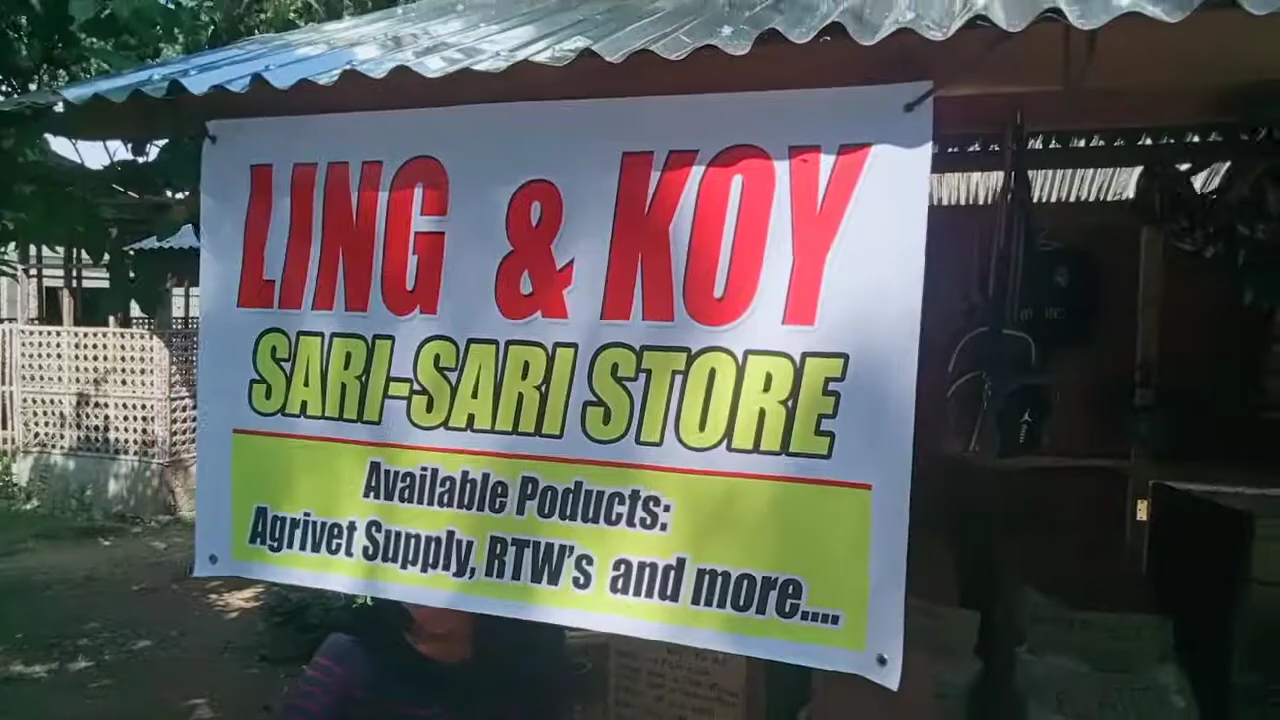 LING & KOY
SARI-SARI STORE
Available Poducts:
Agrivet Supply, RTW's and more....